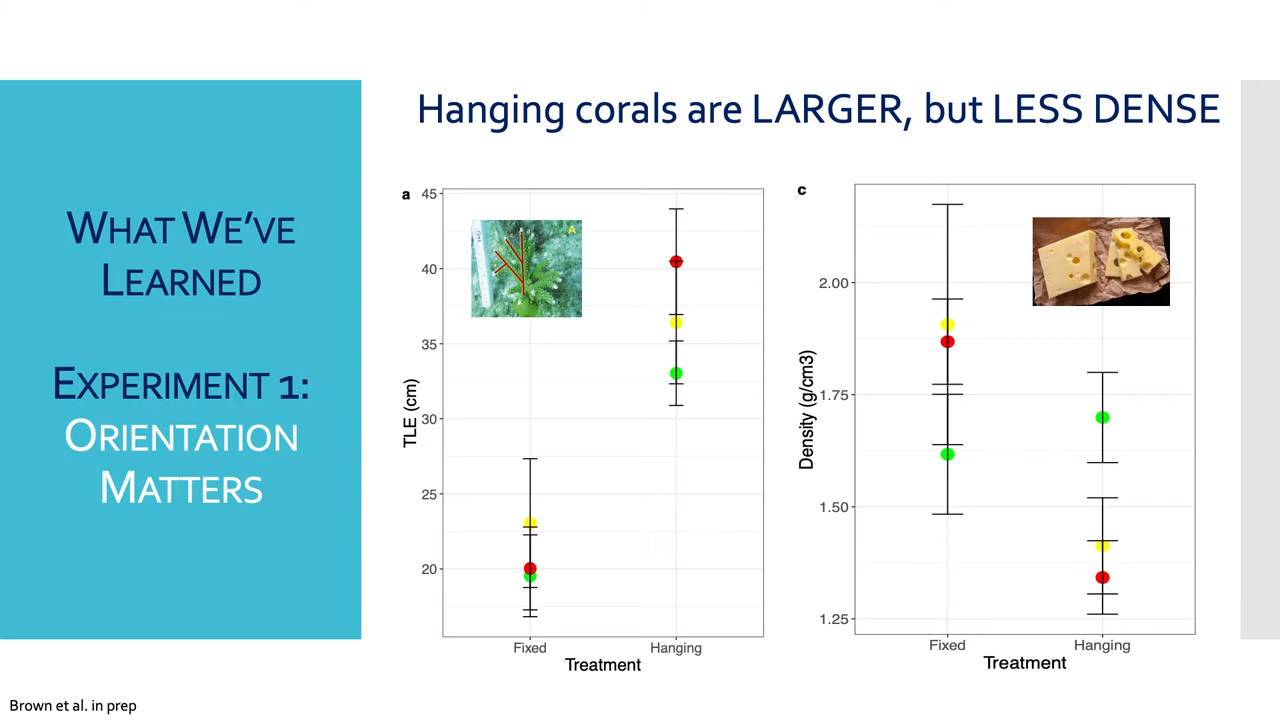 Hanging corals are LARGER, but LESS DENSE
WHAT WE'VE
LEARNED
EXPERIMENT 1:
ORIENTATION
MATTERS
a
45
40
35
30
25
20
TLE (cm)
A
Fixed
Hanging
Treatment
c
2.00
1.75
1.50
1.25
Density (g/cm3)
Fixed
Hanging
Treatment
Brown et al. in prep